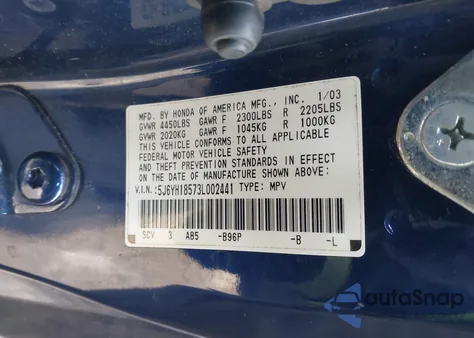 MFD. BY HONDA OF AMERICA MFG., INC. 1/03
GVWR 4450LBS GAWR F 2300LBS R 2205LBS
GVWR 2020KG GAWR F 1045KG R 1000KG
THIS VEHICLE CONFORMS TO ALL APPLICABLE
FEDERAL MOTOR VEHICLE SAFETY
AND THEFT PREVENTION STANDARDS IN EFFECT
ON THE DATE OF MANUFACTURE SHOWN ABOVE:
V.I.N.:5J6YH18573L002441 TYPE: MPV
SCV 3 AB5 -B96P -B -L
autoSnap